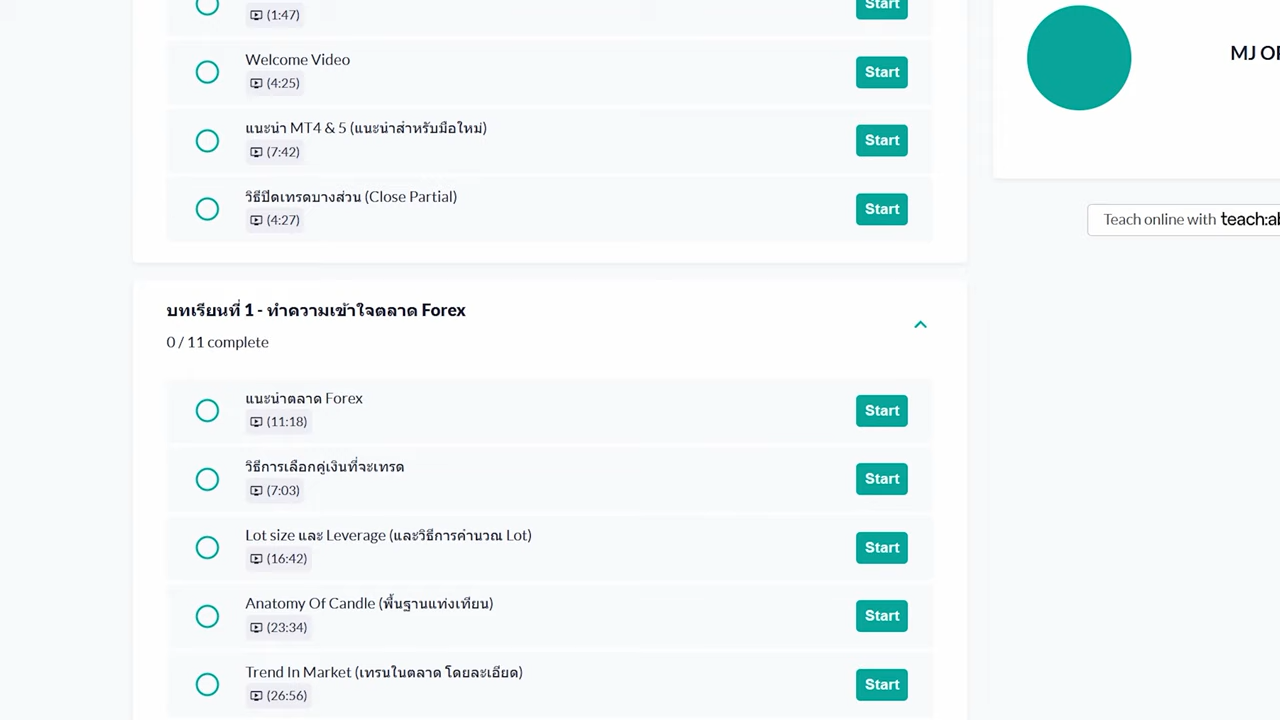 (1:47)
Start
Welcome Video
(4:25)
Start
แนะนำ MT4 & 5 (แนะนำสำหรับมือใหม่)
(7:42)
Start
วิธีปิดเทรดบางส่วน (Close Partial)
(4:27)
Start
บทเรียนที่ 1 - ทำความเข้าใจตลาด Forex
0 / 11 complete
แนะนำตลาด Forex
(11:18)
Start
วิธีการเลือกคู่เงินที่จะเทรด
(7:03)
Start
Lot size และ Leverage (และวิธีการคำนวณ Lot)
(16:42)
Start
Anatomy Of Candle (พื้นฐานแท่งเทียน)
(23:34)
Start
Trend In Market (เทรนในตลาด โดยละเอียด)
(26:56)
Start
MJ
Teach online with